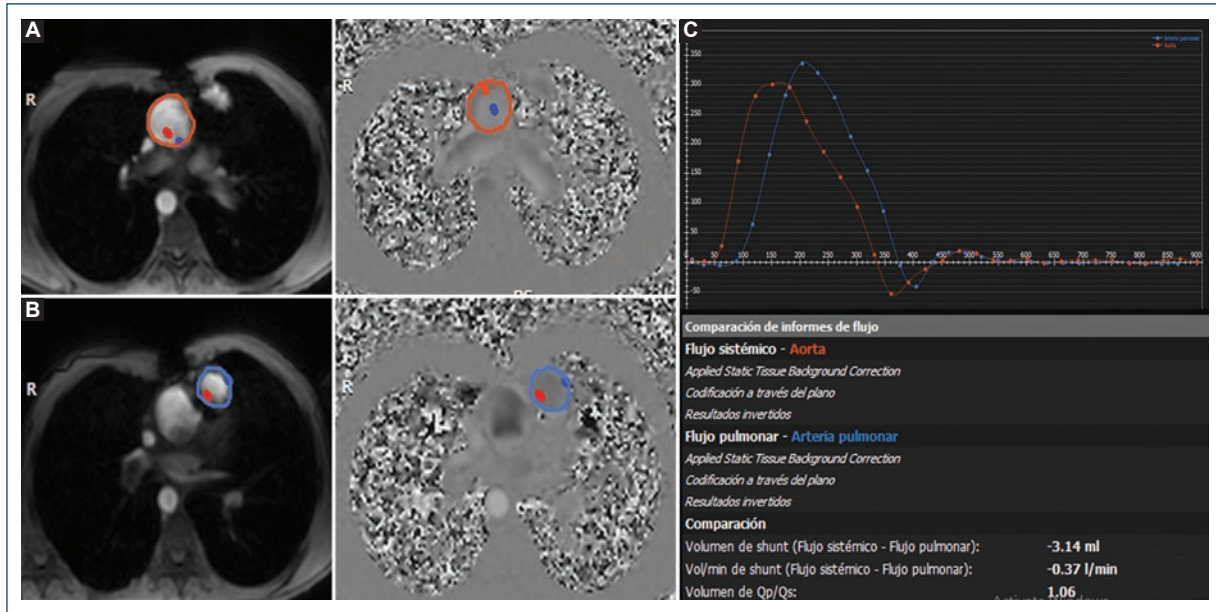 A
R
R
C
Arteria pulmonar
Aorta
350
300
250
200
150
100
50
0 50 100 150 200 250 300 350 400 450 500 550 600 650 700 750 800 850 900
-50
B
R
R
Comparación de informes de flujo
Flujo sistémico - Aorta
Applied Static Tissue Background Correction
Codificación a través del plano
Resultados invertidos
Flujo pulmonar - Arteria pulmonar
Applied Static Tissue Background Correction
Codificación a través del plano
Resultados invertidos
Comparación
Volumen de shunt (Flujo sistémico - Flujo pulmonar): -3.14 ml
Vol/min de shunt (Flujo sistémico - Flujo pulmonar): -0.37 l/min
Volumen de Qp/Qs: 1.06